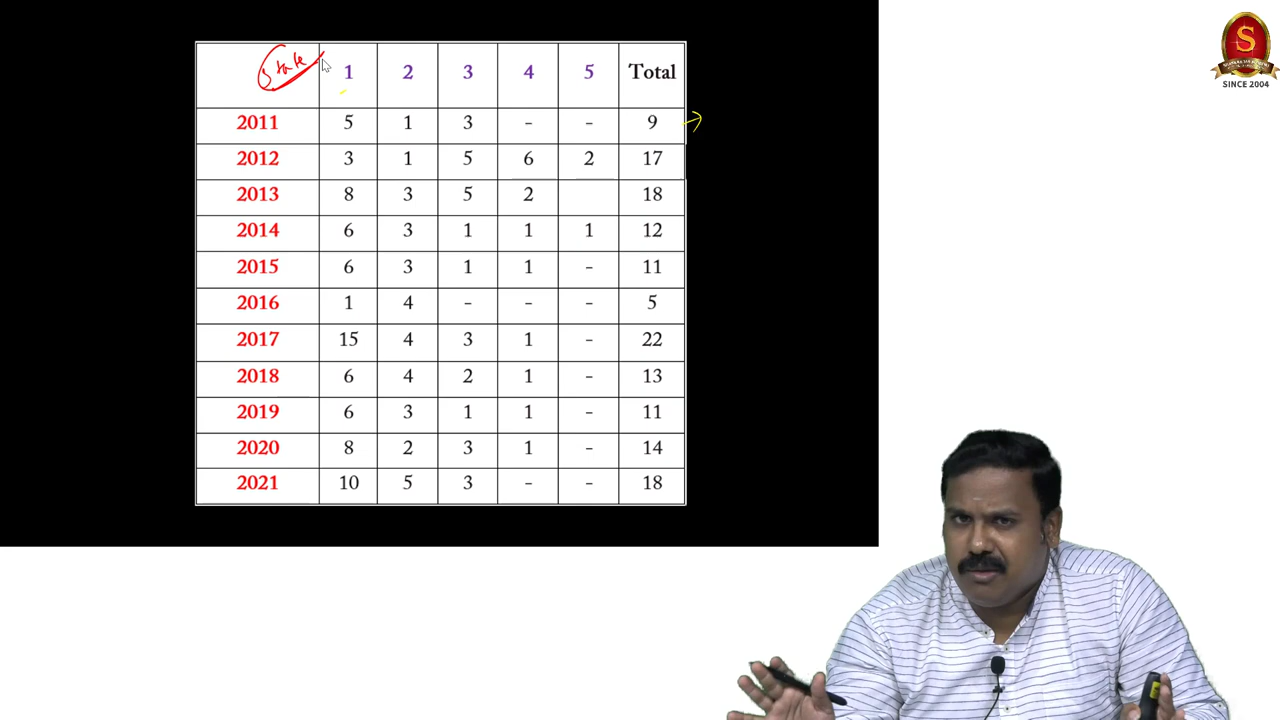 State 1 2 3 4 5 Total
2011 5 1 3 - - 9
2012 3 1 5 6 2 17
2013 8 3 5 2 18
2014 6 3 1 1 1 12
2015 6 3 1 1 - 11
2016 1 4 - - - 5
2017 15 4 3 1 - 22
2018 6 4 2 1 - 13
2019 6 3 1 1 - 11
2020 8 2 3 1 - 14
2021 10 5 3 - - 18
S
SINCE 2004